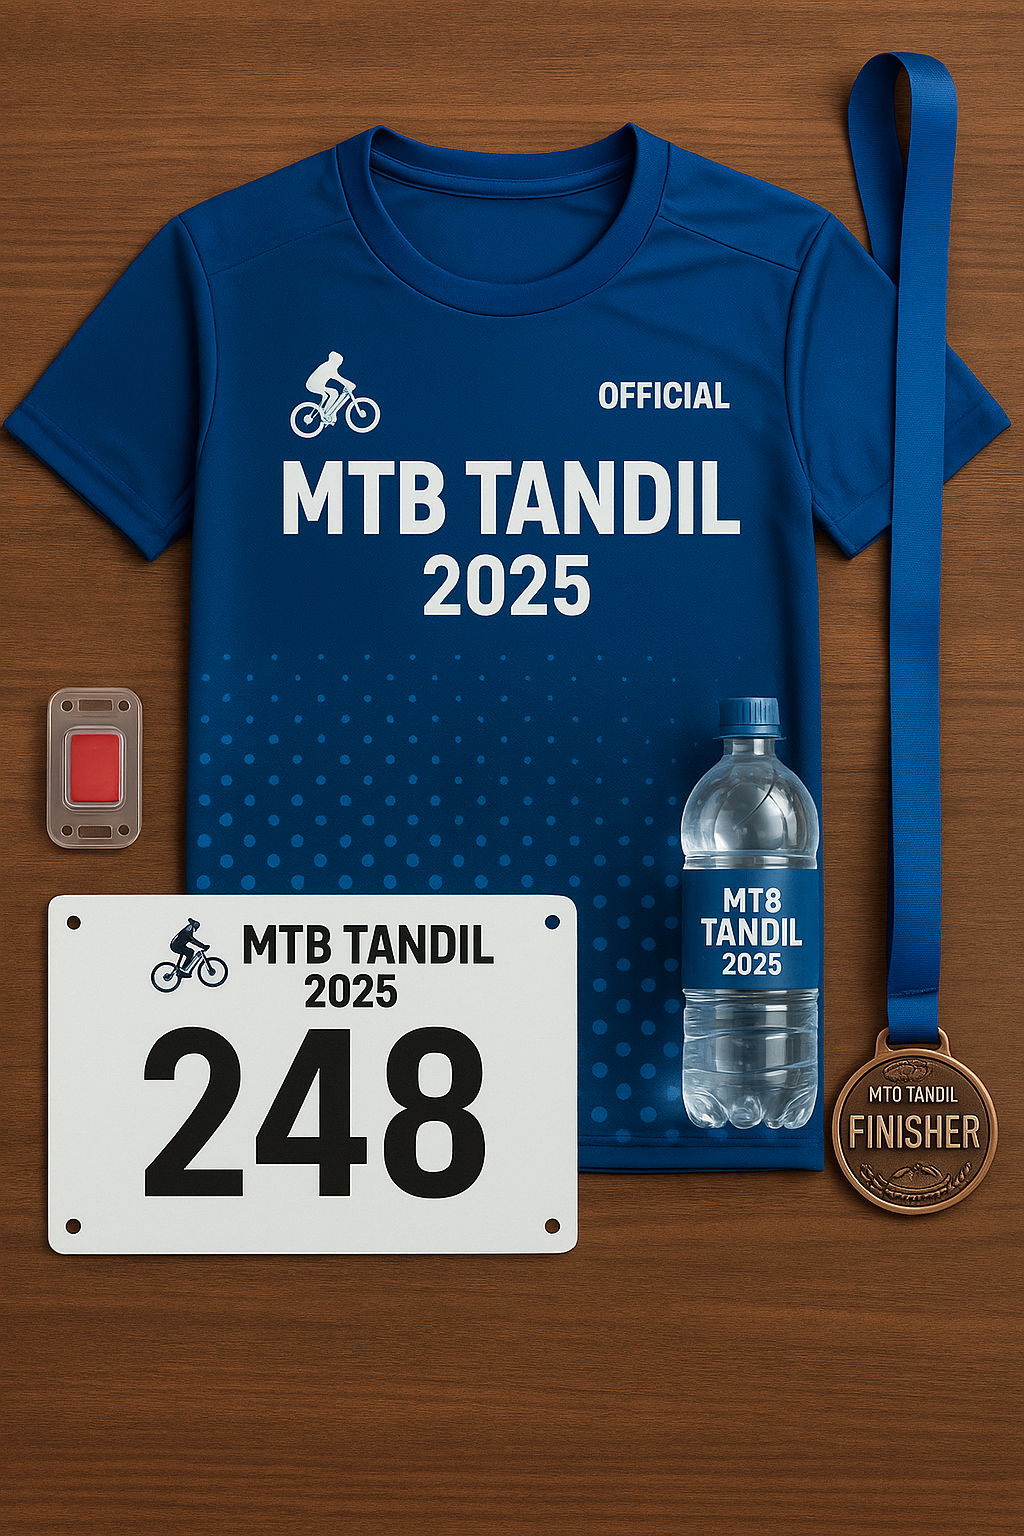 OFFICIAL
MTB TANDIL
2025
MT8
TANDIL
2025
MTB TANDIL
2025
248
MTO TANDIL
FINISHER